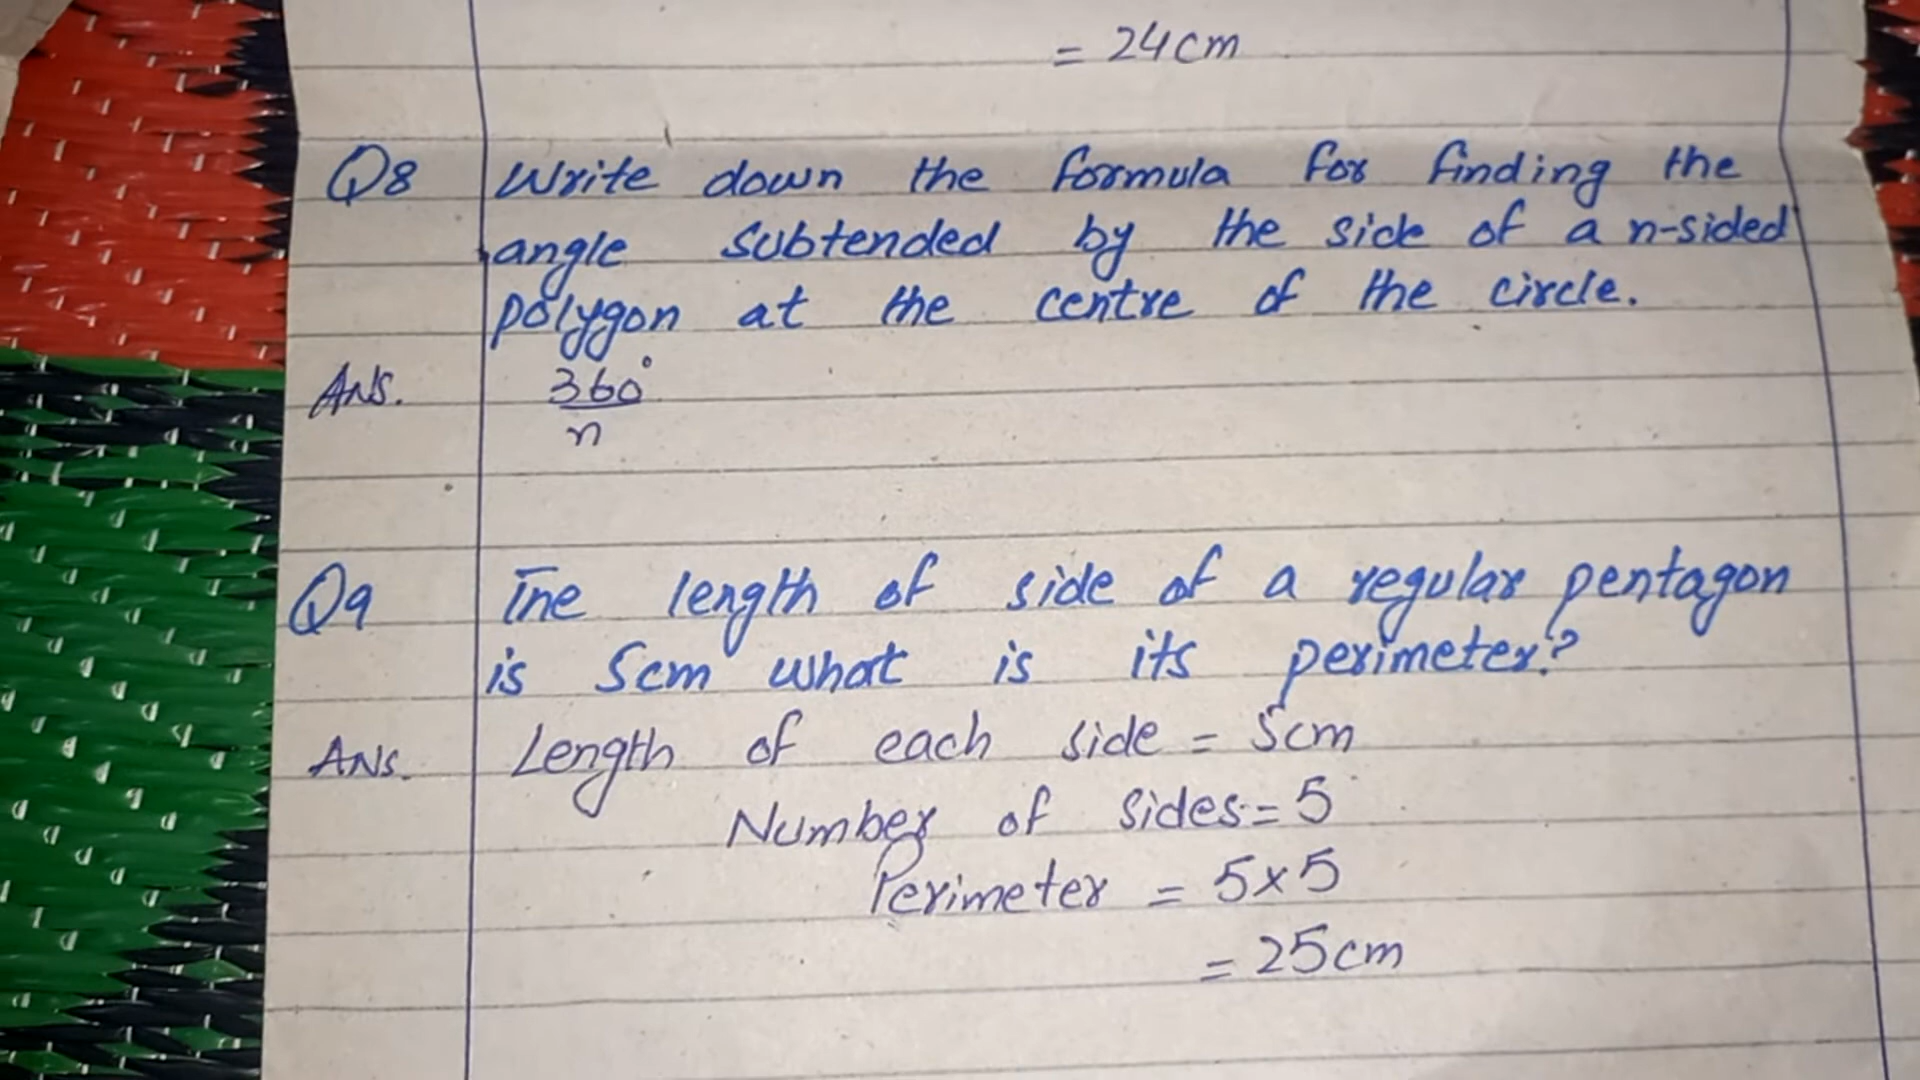 = 24cm
Q8 Write down the formula for finding the
angle subtended by the side of a n-sided
polygon at the centre of the circle.
Ans. 360°
n
Q9 The length of side of a regular pentagon
is 5cm what is its perimeter?
Ans. Length of each side = 5cm
Number of sides = 5
Perimeter = 5x5
= 25cm